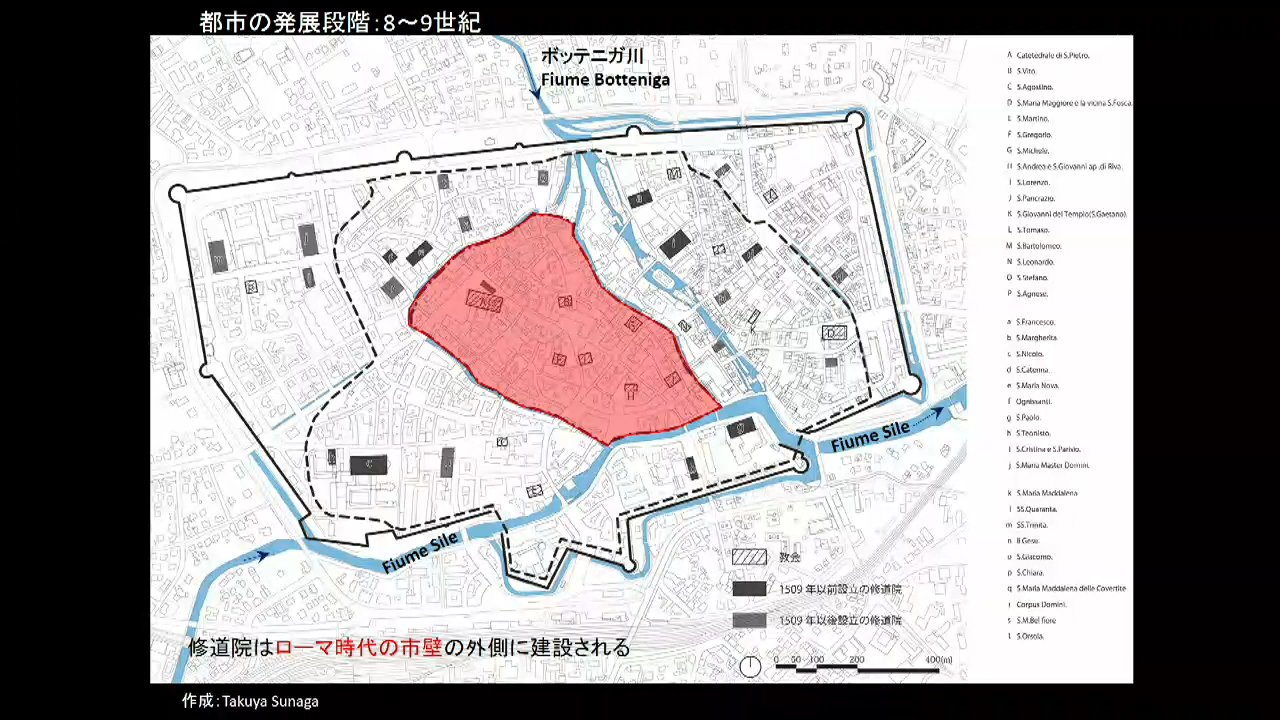 都市の発展段階：8～9世紀
ボッテニガ川
Fiume Botteniga
A Catetedrale di S.Pietro.
B S.Vito.
C S.Agostino.
D S.Maria Maggiore e la vicina S.Fosca.
E S.Martino.
F S.Gregorio.
G S.Michele.
H S.Andrea e S.Giovanni ap.di Riva.
I S.Lorenzo.
J S.Pancrazio.
K S.Giovanni del Tempio(S.Gaetano).
L S.Tomaso.
M S.Bartolomeo.
N S.Leonardo.
O S.Stefano.
P S.Agnese.
a S.Francesco.
b S.Margherita
c S.Nicolo.
d S.Caterina.
e S.Maria Nova.
f Ognissanti.
g S.Paolo.
h S.Teonisto.
i S.Cristina e S.Parisio.
j S.Maria Master Domini.
k S.Maria Maddalena
l SS.Quaranta.
m SS.Trinita.
n Il Gesu.
o S.Giacomo.
p S.Chiara.
q S.Maria Maddalena delle Covertite
r Corpus Domini.
s S.M.Bel fiore
t S.Orsola.
Fiume Sile
Fiume Sile
教会
1509 年以前設立の修道院
1509 年以後設立の修道院
0 50 100 200 400(m)
修道院はローマ時代の市壁の外側に建設される
作成：Takuya Sunaga